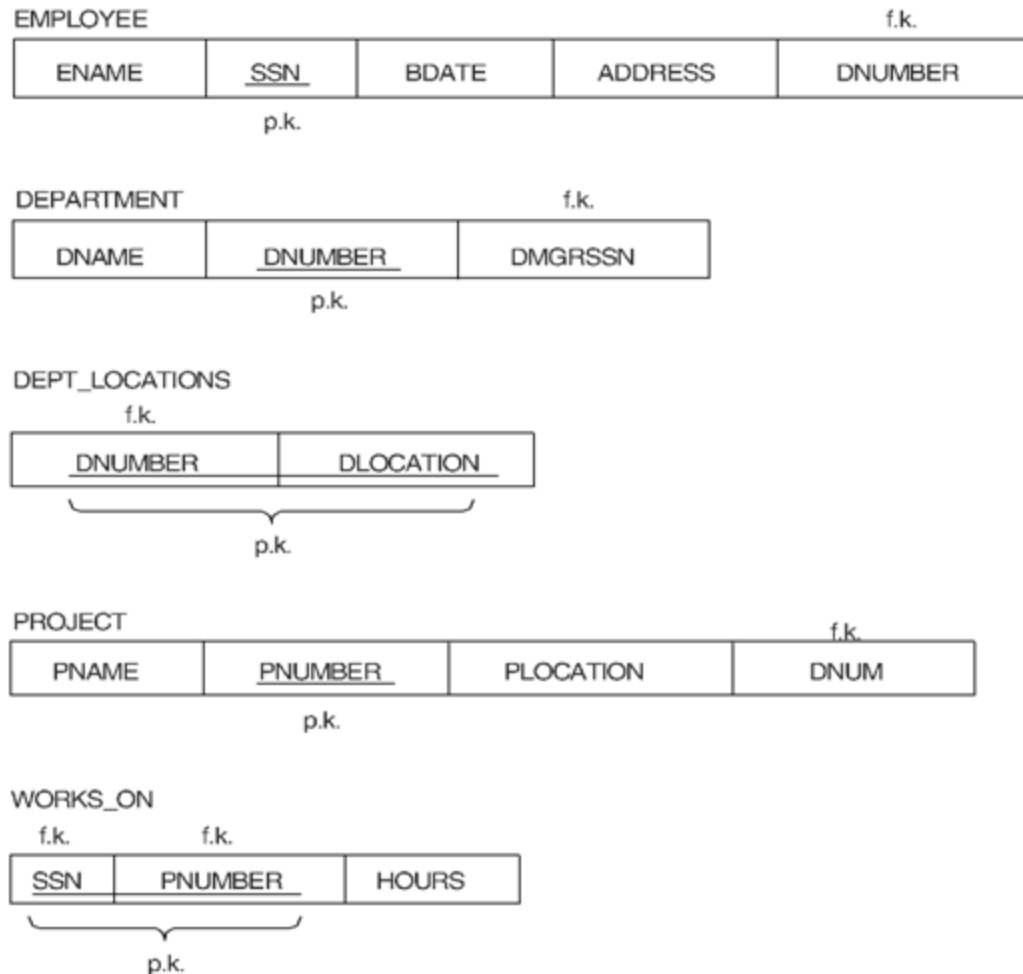 EMPLOYEE f.k.
ENAME SSN BDATE ADDRESS DNUMBER
p.k.
DEPARTMENT f.k.
DNAME DNUMBER DMGRSSN
p.k.
DEPT_LOCATIONS
f.k.
DNUMBER DLOCATION
p.k.
PROJECT f.k.
PNAME PNUMBER PLOCATION DNUM
p.k.
WORKS_ON
f.k. f.k.
SSN PNUMBER HOURS
p.k.